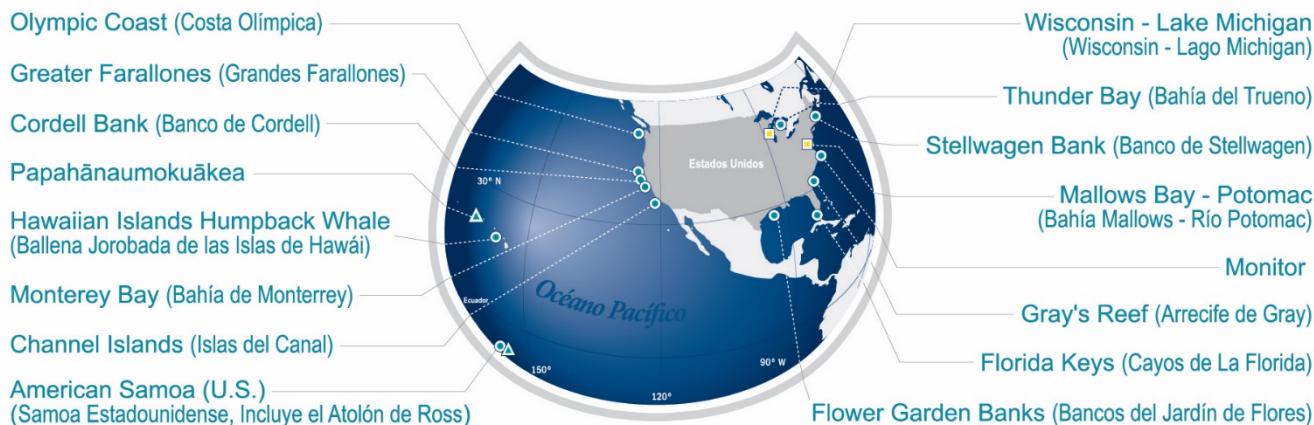 Olympic Coast (Costa Olímpica)
Greater Farallones (Grandes Farallones)
Cordell Bank (Banco de Cordell)
Papahānaumokuākea
Hawaiian Islands Humpback Whale
(Ballena Jorobada de las Islas de Hawái)
Monterey Bay (Bahía de Monterrey)
Channel Islands (Islas del Canal)
American Samoa (U.S.)
(Samoa Estadounidense, Incluye el Atolón de Ross)
30° N
Estados Unidos
Ecuador
Océano Pacífico
150°
120°
90° W
Wisconsin - Lake Michigan
(Wisconsin - Lago Michigan)
Thunder Bay (Bahía del Trueno)
Stellwagen Bank (Banco de Stellwagen)
Mallows Bay - Potomac
(Bahía Mallows - Río Potomac)
Monitor
Gray's Reef (Arrecife de Gray)
Florida Keys (Cayos de La Florida)
Flower Garden Banks (Bancos del Jardín de Flores)